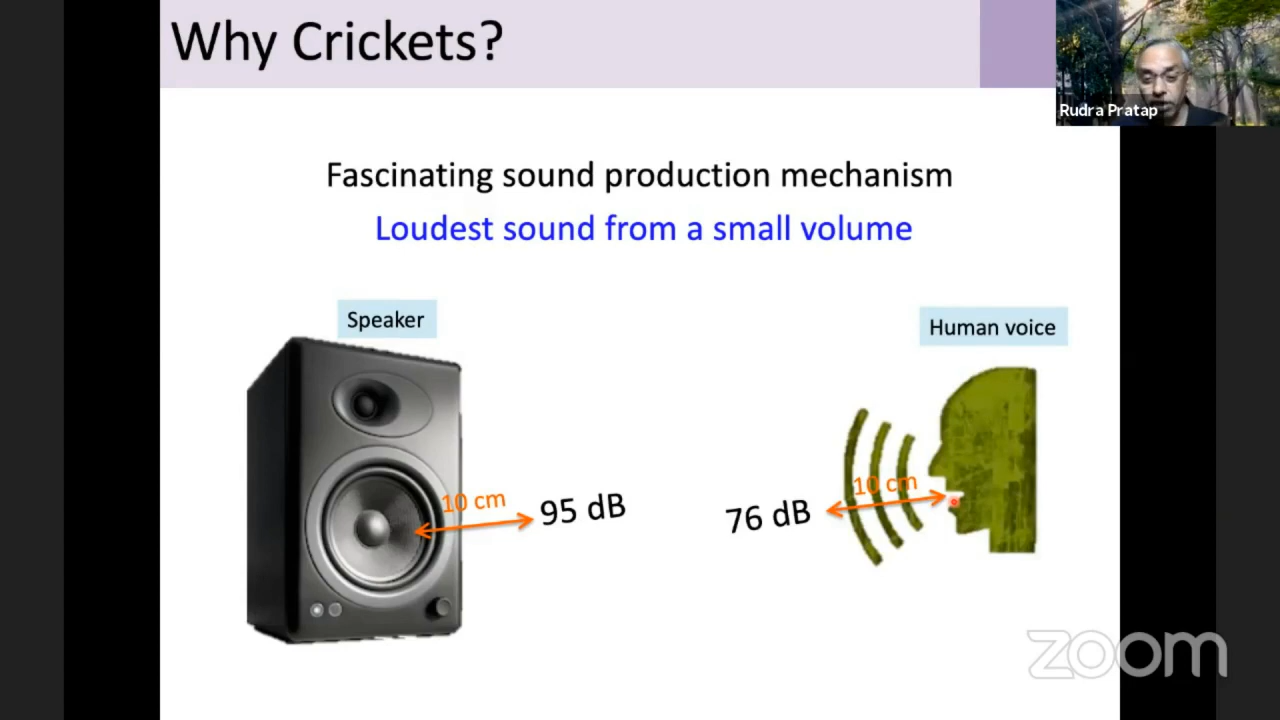 Why Crickets?
Rudra Pratap
Fascinating sound production mechanism
Loudest sound from a small volume
Speaker
Human voice
10 cm
95 dB
76 dB
10 cm
zoom